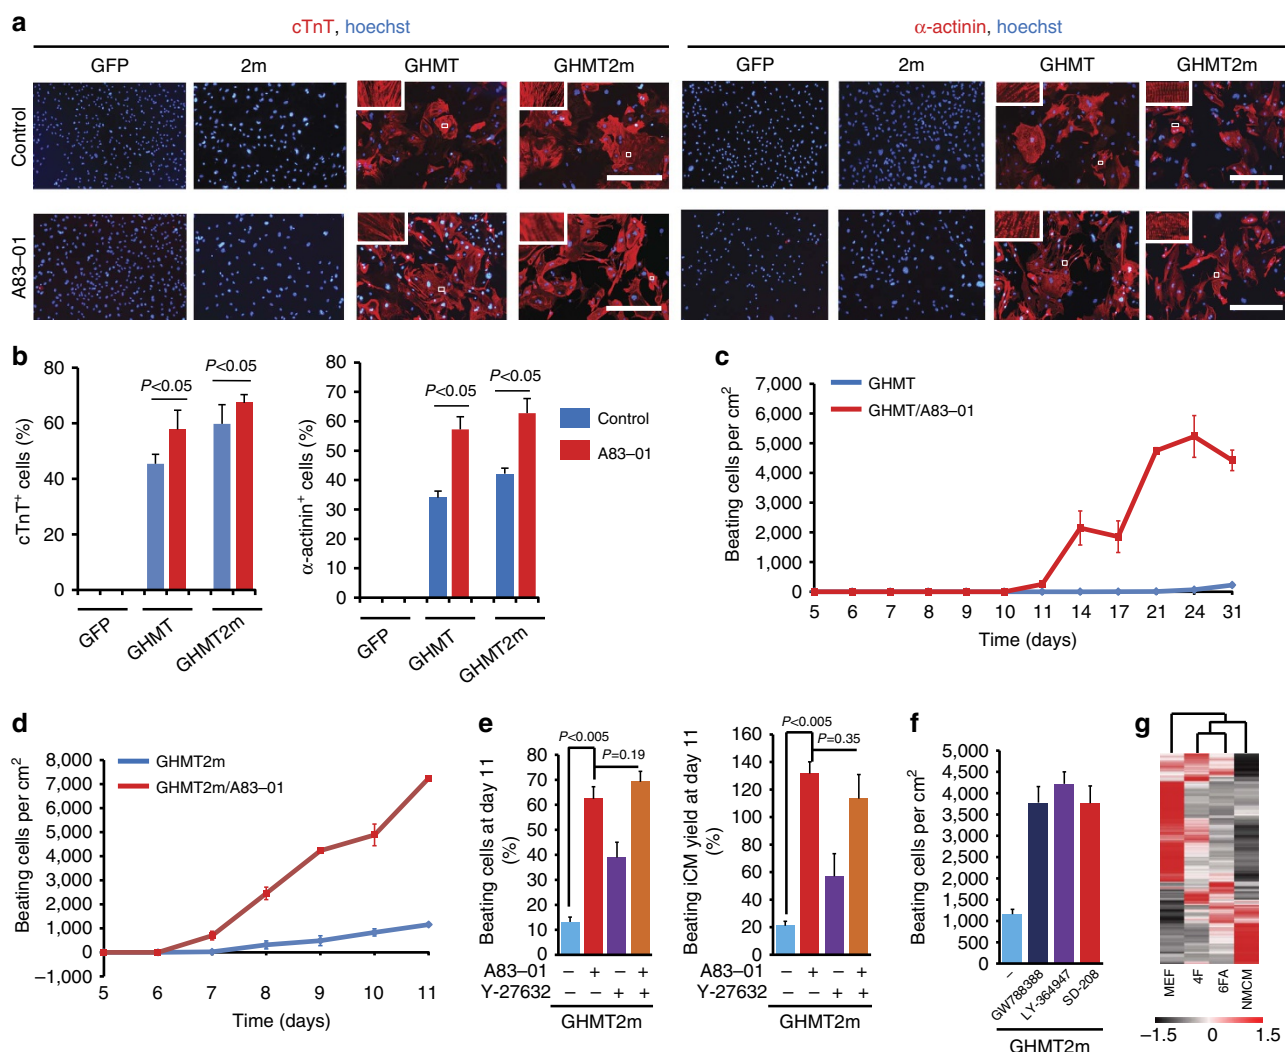 a
cTnT, hoechst
α-actinin, hoechst
GFP 2m GHMT GHMT2m GFP 2m GHMT GHMT2m
Control
A83–01
b
cTnT+ cells (%)
80
60
40
20
0
P<0.05
P<0.05
GFP
GHMT
GHMT2m
α-actinin+ cells (%)
80
70
60
50
40
30
20
10
0
P<0.05
P<0.05
GFP
GHMT
GHMT2m
Control
A83–01
c
Beating cells per cm2
7,000
6,000
5,000
4,000
3,000
2,000
1,000
0
GHMT
GHMT/A83–01
5 6 7 8 9 10 11 14 17 21 24 31
Time (days)
d
Beating cells per cm2
8,000
7,000
6,000
5,000
4,000
3,000
2,000
1,000
0
–1,000
GHMT2m
GHMT2m/A83–01
5 6 7 8 9 10 11
Time (days)
e
Beating cells at day 11
(%)
80
70
60
50
40
30
20
10
0
P<0.005
P=0.19
A83–01 – + – +
Y-27632 – – + +
GHMT2m
Beating iCM yield at day 11
(%)
160
140
120
100
80
60
40
20
0
P<0.005
P=0.35
A83–01 – + – +
Y-27632 – – + +
GHMT2m
f
Beating cells per cm2
5,000
4,500
4,000
3,500
3,000
2,500
2,000
1,500
1,000
500
0
–
GW788388
LY-364947
SD-208
GHMT2m
g
MEF
4F
6FA
NMCM
–1.5 0 1.5